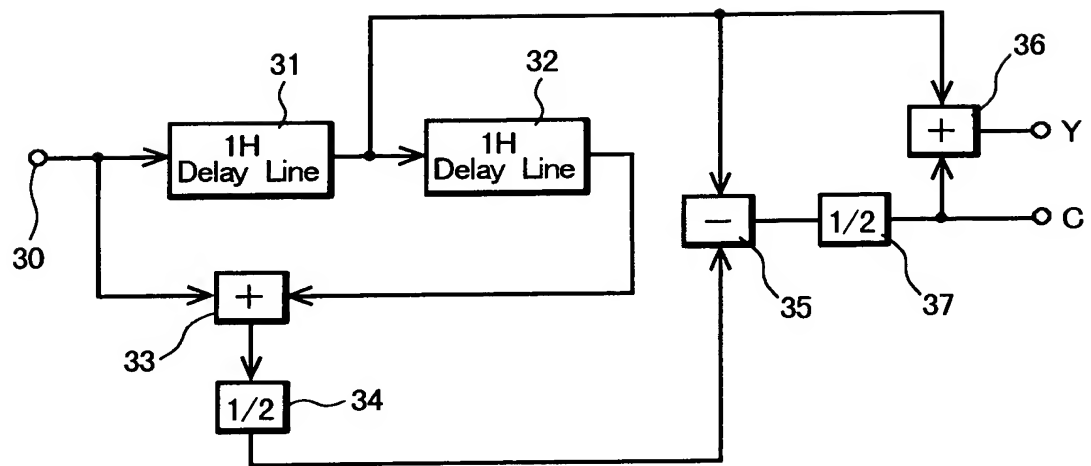 31
32
36
1H
Delay Line
1H
Delay Line
+
Y
30
−
1/2
C
+
35
37
33
1/2
34